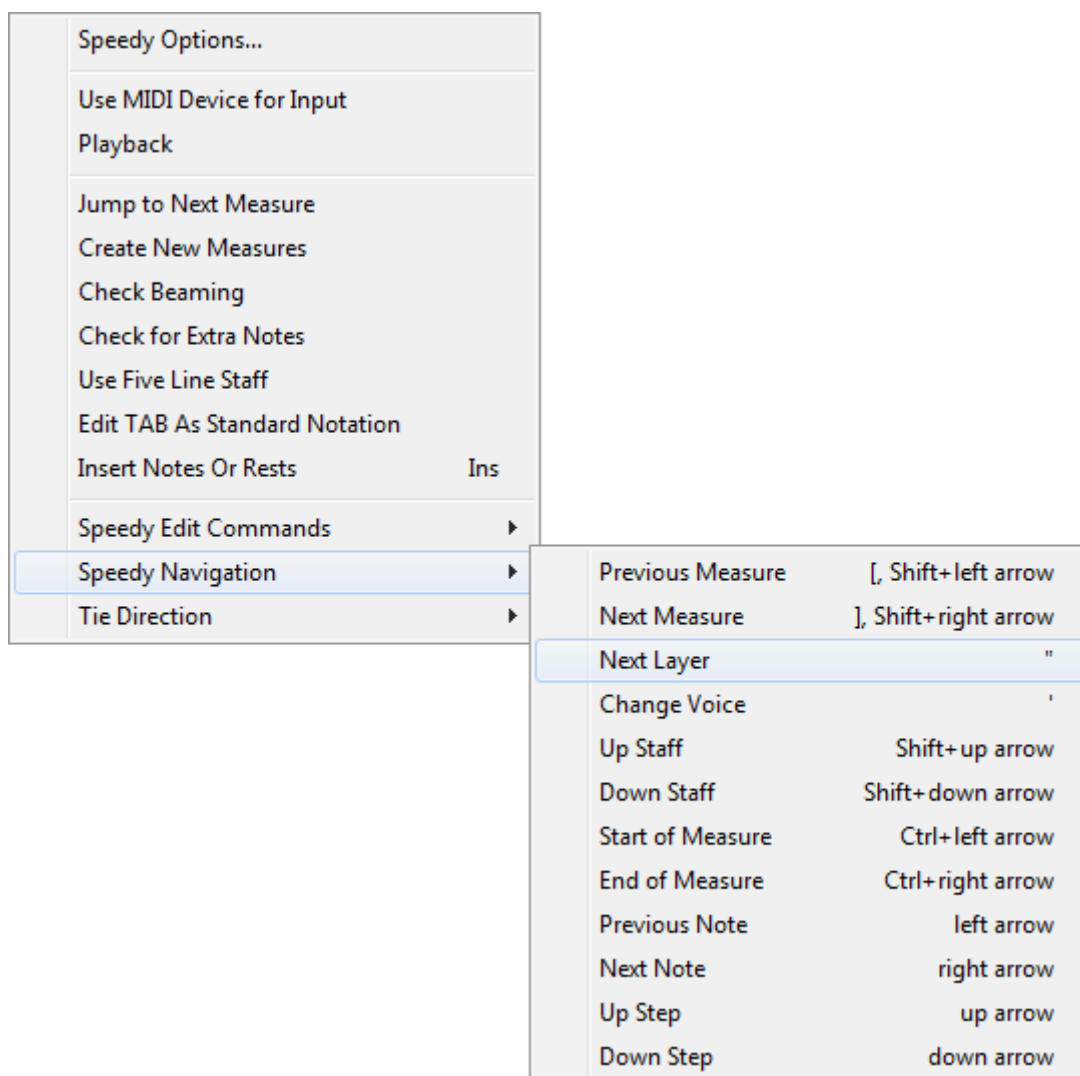 Speedy Options...
Use MIDI Device for Input
Playback
Jump to Next Measure
Create New Measures
Check Beaming
Check for Extra Notes
Use Five Line Staff
Edit TAB As Standard Notation
Insert Notes Or Rests Ins
Speedy Edit Commands
Speedy Navigation
Tie Direction
Previous Measure [, Shift+left arrow
Next Measure ], Shift+right arrow
Next Layer "
Change Voice '
Up Staff Shift+up arrow
Down Staff Shift+down arrow
Start of Measure Ctrl+left arrow
End of Measure Ctrl+right arrow
Previous Note left arrow
Next Note right arrow
Up Step up arrow
Down Step down arrow